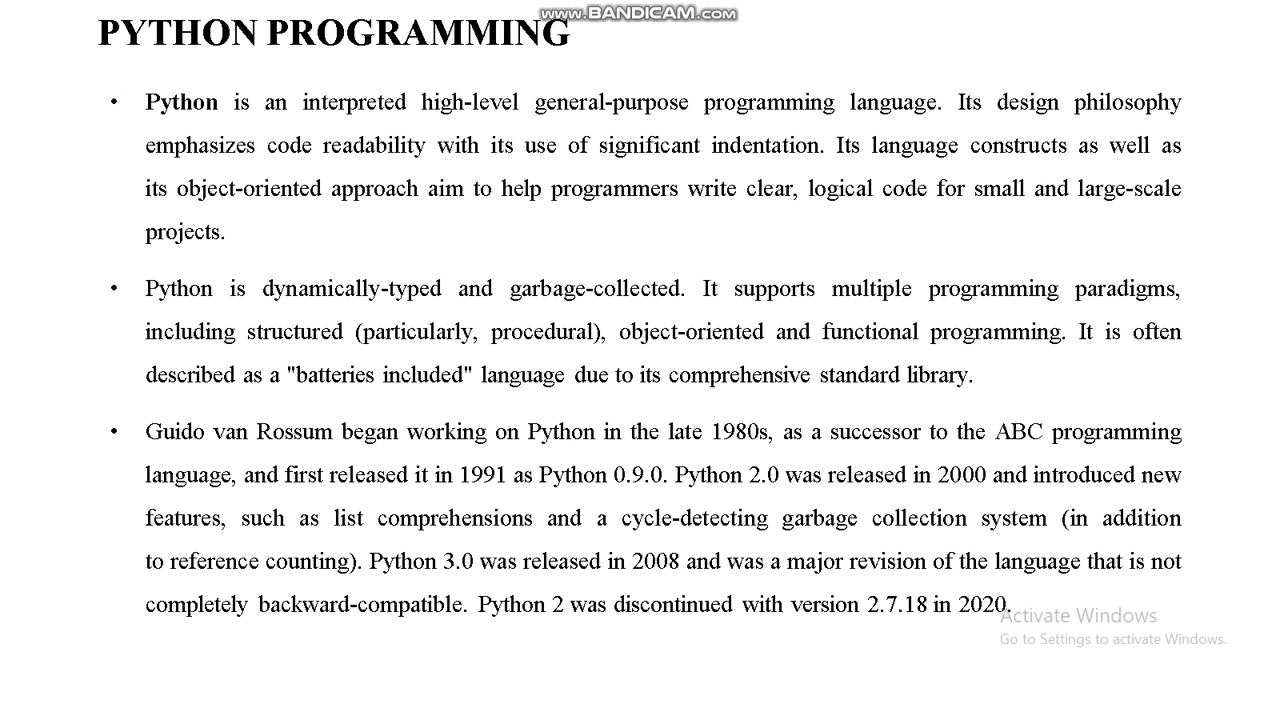 www.BANDICAM.com
PYTHON PROGRAMMING
• Python is an interpreted high-level general-purpose programming language. Its design philosophy
emphasizes code readability with its use of significant indentation. Its language constructs as well as
its object-oriented approach aim to help programmers write clear, logical code for small and large-scale
projects.
• Python is dynamically-typed and garbage-collected. It supports multiple programming paradigms,
including structured (particularly, procedural), object-oriented and functional programming. It is often
described as a "batteries included" language due to its comprehensive standard library.
• Guido van Rossum began working on Python in the late 1980s, as a successor to the ABC programming
language, and first released it in 1991 as Python 0.9.0. Python 2.0 was released in 2000 and introduced new
features, such as list comprehensions and a cycle-detecting garbage collection system (in addition
to reference counting). Python 3.0 was released in 2008 and was a major revision of the language that is not
completely backward-compatible. Python 2 was discontinued with version 2.7.18 in 2020.
Activate Windows
Go to Settings to activate Windows.